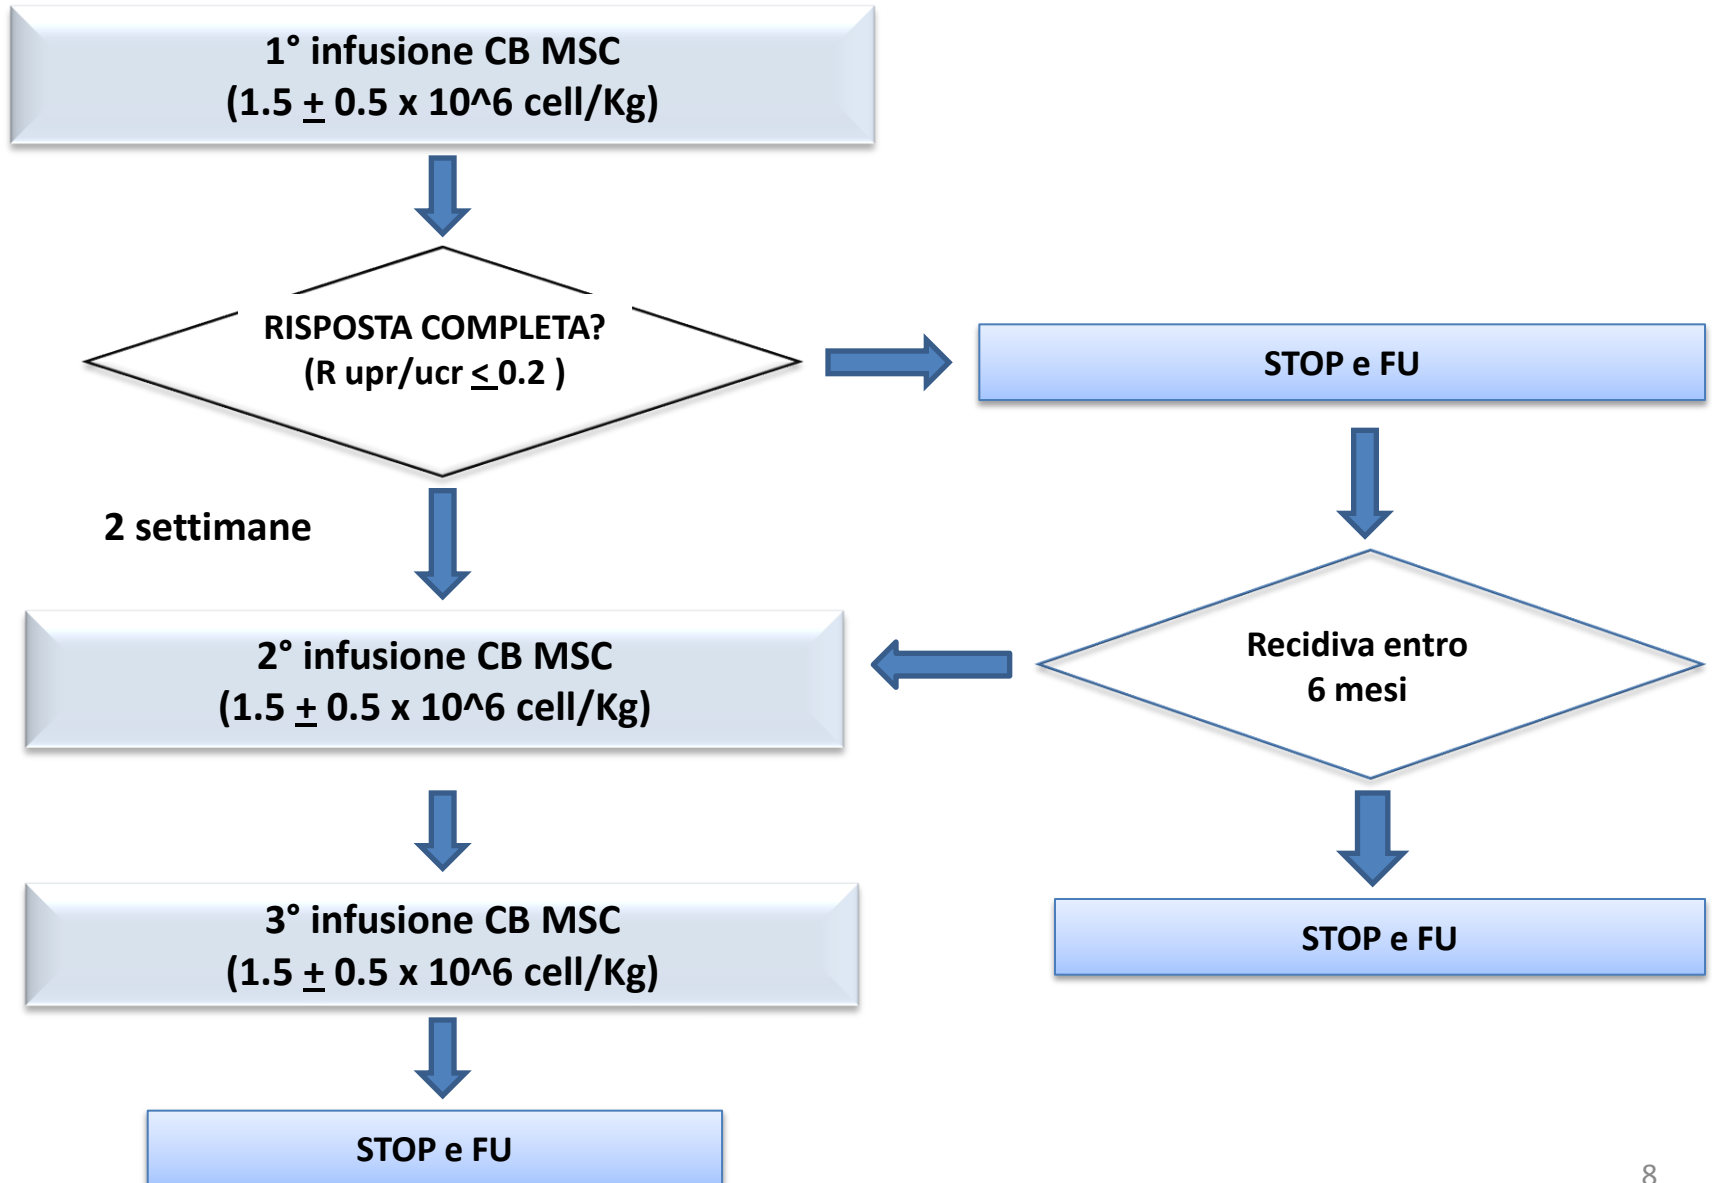 1° infusione CB MSC
(1.5 ± 0.5 x 10^6 cell/Kg)
RISPOSTA COMPLETA?
(R upr/ucr ≤ 0.2 )
STOP e FU
2 settimane
2° infusione CB MSC
(1.5 ± 0.5 x 10^6 cell/Kg)
Recidiva entro
6 mesi
3° infusione CB MSC
(1.5 ± 0.5 x 10^6 cell/Kg)
STOP e FU
STOP e FU
8